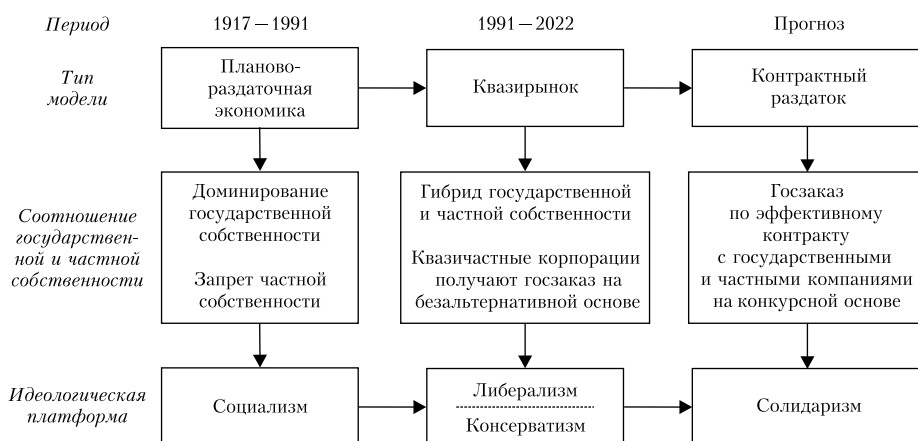 Период
1917 – 1991
1991 – 2022
Прогноз
Тип
модели
Планово-
раздаточная
экономика
Квазирынок
Контрактный
раздаток
Соотношение
государствен-
ной и частной
собственности
Доминирование
государственной
собственности
Запрет частной
собственности
Гибрид государственной
и частной собственности
Квазичастные корпорации
получают госзаказ на
безальтернативной основе
Госзаказ
по эффективному
контракту
с государственными
и частными компаниями
на конкурсной основе
Идеологическая
платформа
Социализм
Либерализм
Консерватизм
Солидаризм